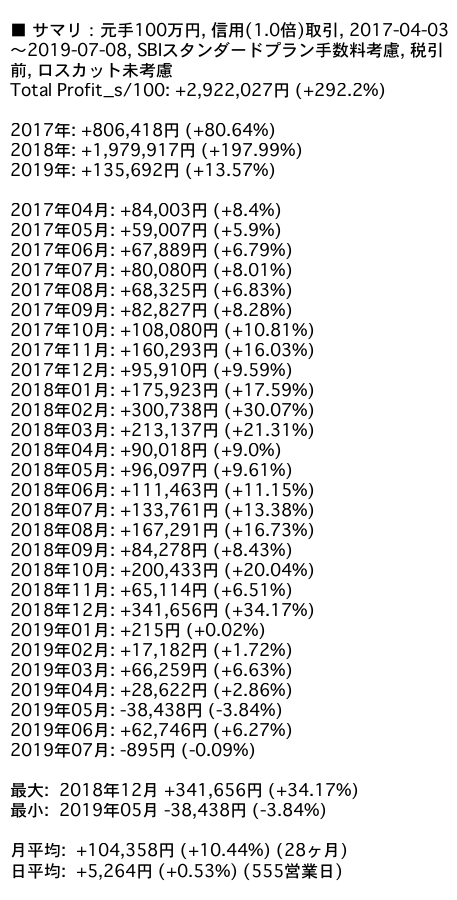 ■ サマリ：元手100万円, 信用(1.0倍)取引, 2017-04-03
～2019-07-08, SBIスタンダードプラン手数料考慮, 税引
前, ロスカット未考慮
Total Profit_s/100: +2,922,027円 (+292.2%)
2017年: +806,418円 (+80.64%)
2018年: +1,979,917円 (+197.99%)
2019年: +135,692円 (+13.57%)
2017年04月: +84,003円 (+8.4%)
2017年05月: +59,007円 (+5.9%)
2017年06月: +67,889円 (+6.79%)
2017年07月: +80,080円 (+8.01%)
2017年08月: +68,325円 (+6.83%)
2017年09月: +82,827円 (+8.28%)
2017年10月: +108,080円 (+10.81%)
2017年11月: +160,293円 (+16.03%)
2017年12月: +95,910円 (+9.59%)
2018年01月: +175,923円 (+17.59%)
2018年02月: +300,738円 (+30.07%)
2018年03月: +213,137円 (+21.31%)
2018年04月: +90,018円 (+9.0%)
2018年05月: +96,097円 (+9.61%)
2018年06月: +111,463円 (+11.15%)
2018年07月: +133,761円 (+13.38%)
2018年08月: +167,291円 (+16.73%)
2018年09月: +84,278円 (+8.43%)
2018年10月: +200,433円 (+20.04%)
2018年11月: +65,114円 (+6.51%)
2018年12月: +341,656円 (+34.17%)
2019年01月: +215円 (+0.02%)
2019年02月: +17,182円 (+1.72%)
2019年03月: +66,259円 (+6.63%)
2019年04月: +28,622円 (+2.86%)
2019年05月: -38,438円 (-3.84%)
2019年06月: +62,746円 (+6.27%)
2019年07月: -895円 (-0.09%)
最大: 2018年12月 +341,656円 (+34.17%)
最小: 2019年05月 -38,438円 (-3.84%)
月平均: +104,358円 (+10.44%) (28ヶ月)
日平均: +5,264円 (+0.53%) (555営業日)